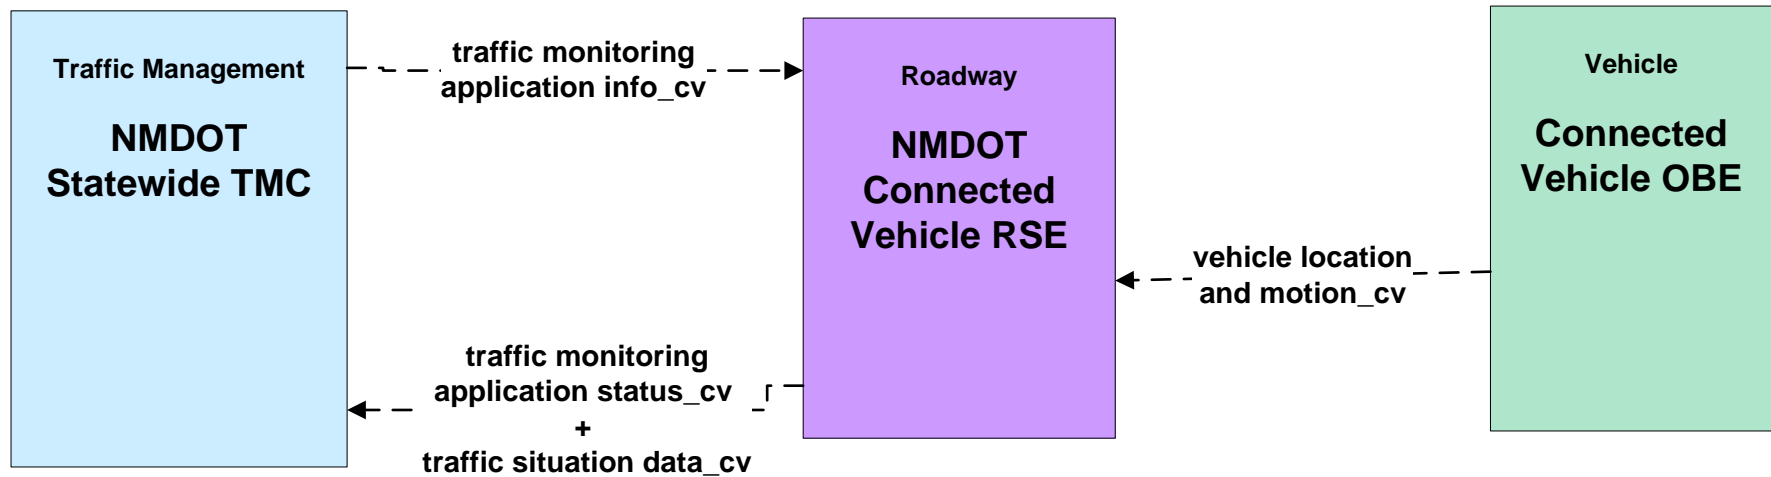 Traffic Management
NMDOT
Statewide TMC
traffic monitoring
application info_cv
Roadway
NMDOT
Connected
Vehicle RSE
Vehicle
Connected
Vehicle OBE
vehicle location
and motion_cv
traffic monitoring
application status_cv
+
traffic situation data_cv